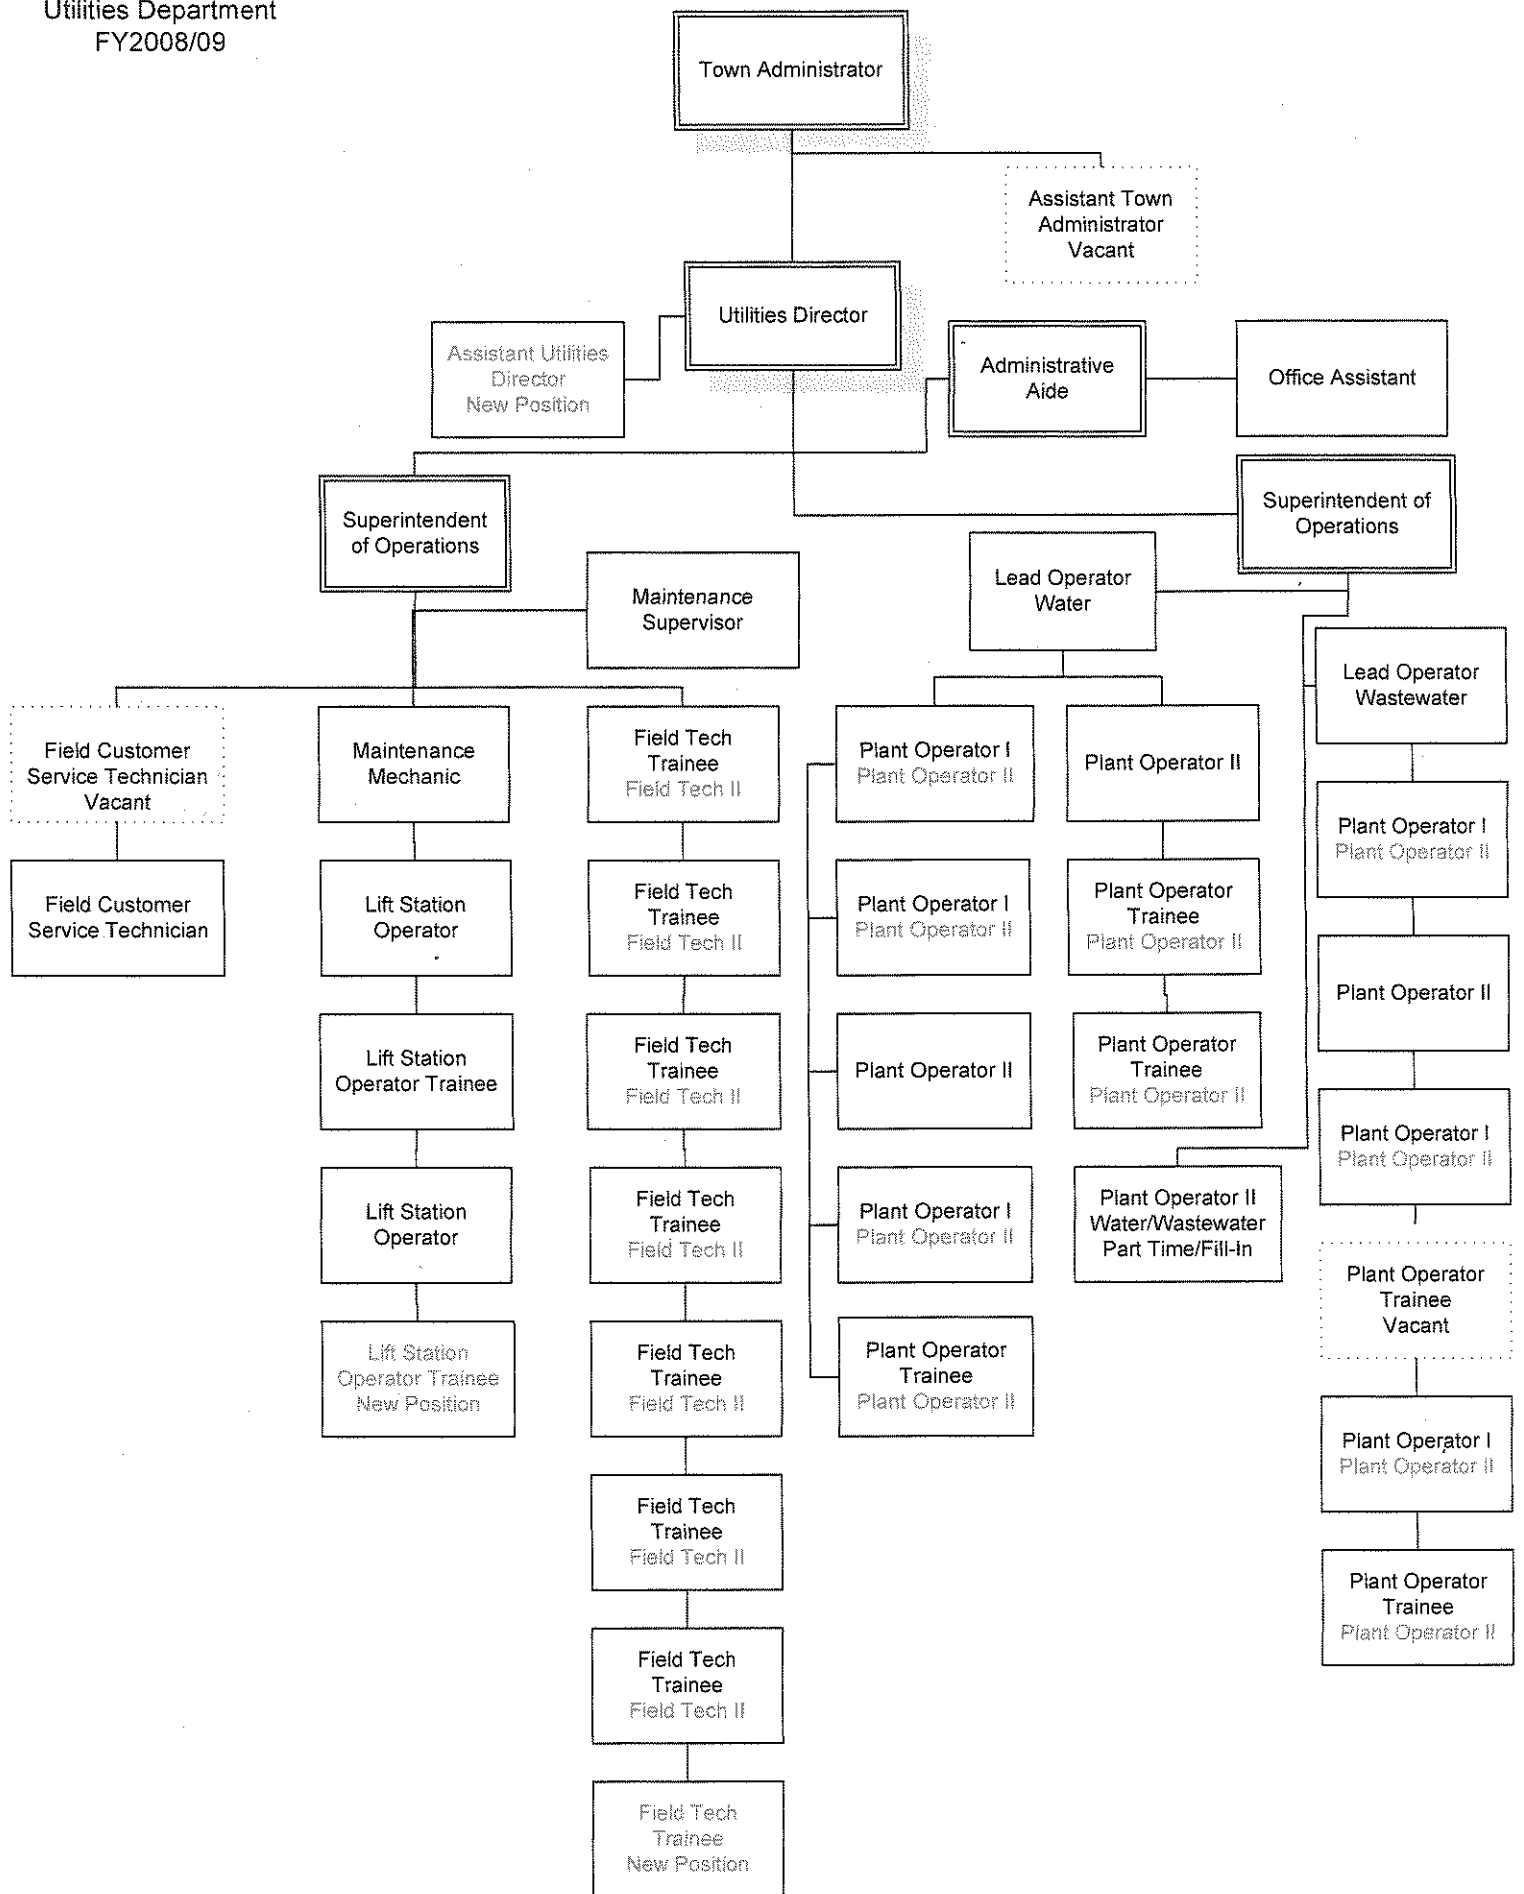 Utilities Department
FY2008/09
Town Administrator
Assistant Town
Administrator
Vacant
Utilities Director
Assistant Utilities
Director
New Position
Administrative
Aide
Office Assistant
Superintendent
of Operations
Superintendent of
Operations
Maintenance
Supervisor
Lead Operator
Water
Lead Operator
Wastewater
Field Customer
Service Technician
Vacant
Field Customer
Service Technician
Maintenance
Mechanic
Lift Station
Operator
Lift Station
Operator Trainee
Lift Station
Operator
Lift Station
Operator Trainee
New Position
Field Tech
Trainee
Field Tech II
Field Tech
Trainee
Field Tech II
Field Tech
Trainee
Field Tech II
Field Tech
Trainee
Field Tech II
Field Tech
Trainee
Field Tech II
Field Tech
Trainee
Field Tech II
Field Tech
Trainee
Field Tech II
Field Tech
Trainee
New Position
Plant Operator I
Plant Operator II
Plant Operator I
Plant Operator II
Plant Operator II
Plant Operator I
Plant Operator II
Plant Operator
Trainee
Plant Operator II
Plant Operator II
Plant Operator
Trainee
Plant Operator II
Plant Operator
Trainee
Plant Operator II
Plant Operator II
Water/Wastewater
Part Time/Fill-In
Plant Operator I
Plant Operator II
Plant Operator II
Plant Operator I
Plant Operator II
Plant Operator
Trainee
Vacant
Plant Operator I
Plant Operator II
Plant Operator
Trainee
Plant Operator II